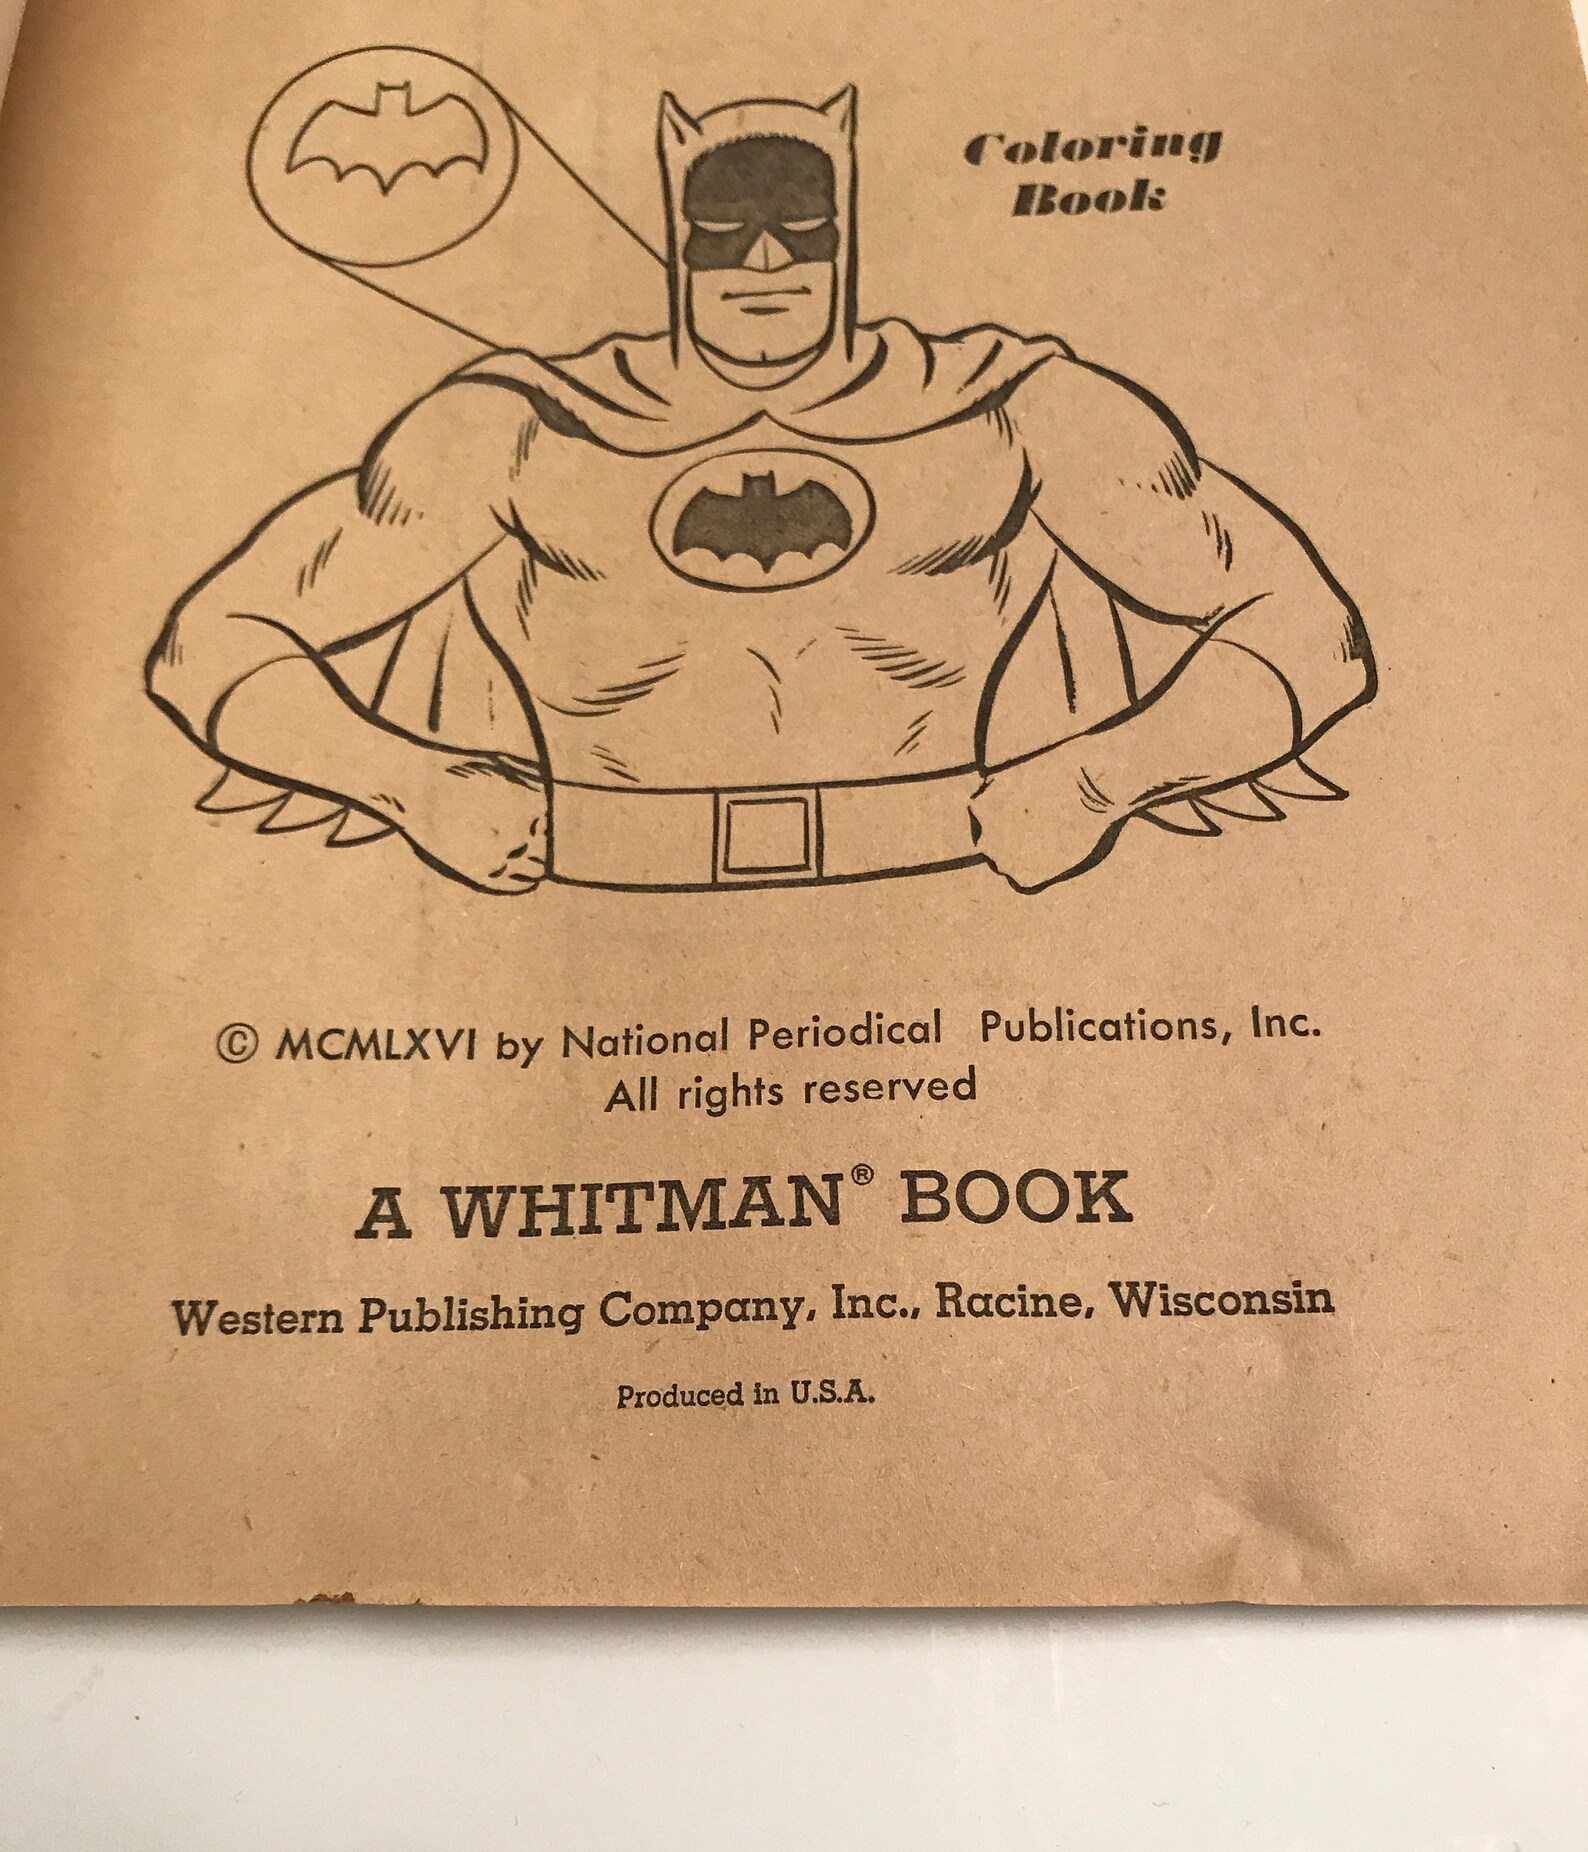 Coloring
Book
© MCMLXVI by National Periodical Publications, Inc.
All rights reserved
A WHITMAN® BOOK
Western Publishing Company, Inc., Racine, Wisconsin
Produced in U.S.A.